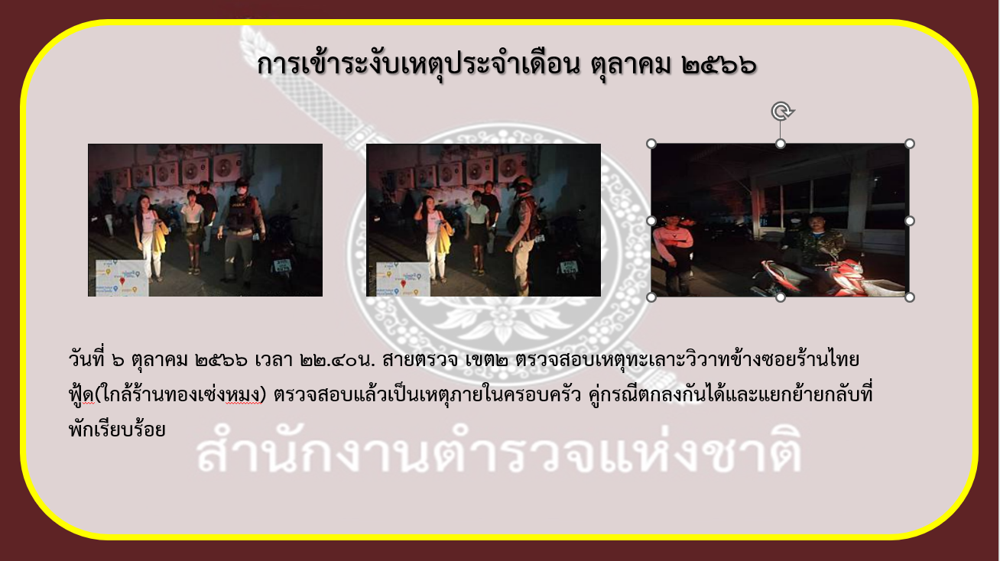 การเข้าระงับเหตุประจำเดือน ตุลาคม ๒๕๖๖
วันที่ ๖ ตุลาคม ๒๕๖๖ เวลา ๒๒.๔๐น. สายตรวจ เขต๒ ตรวจสอบเหตุทะเลาะวิวาทข้างซอยร้านไทย
ฟู้ด(ใกล้ร้านทองเซ่งหมง) ตรวจสอบแล้วเป็นเหตุภายในครอบครัว คู่กรณีตกลงกันได้และแยกย้ายกลับที่
พักเรียบร้อย
สำนักงานตำรวจแห่งชาติ